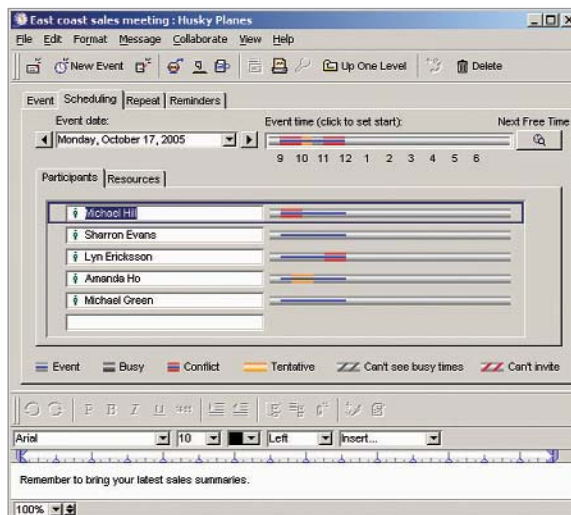 East coast sales meeting : Husky Planes
File Edit Format Message Collaborate View Help
New Event Up One Level Delete
Event Scheduling Repeat Reminders
Event date: Event time (click to set start): Next Free Time
Monday, October 17, 2005
9 10 11 12 1 2 3 4 5 6
Participants Resources
Michael Hill
Sharron Evans
Lyn Ericksson
Amanda Ho
Michael Green
Event Busy Conflict Tentative Can't see busy times Can't invite
P B I U
Arial 10 Left Insert...
Remember to bring your latest sales summaries.
100%